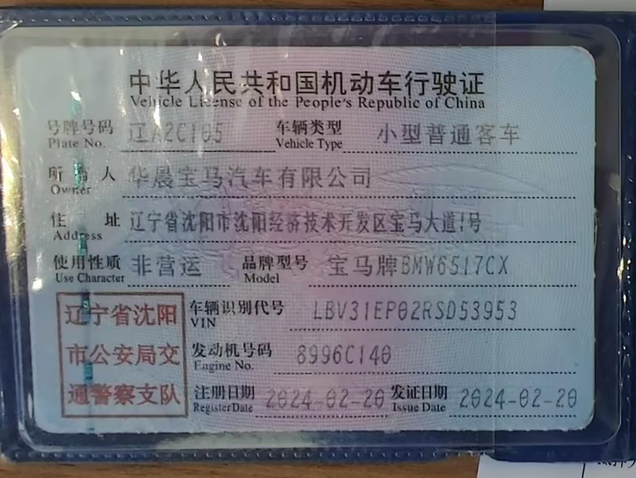 中华人民共和国机动车行驶证
Vehicle License of the People's Republic of China
号牌号码 辽A2C105 车辆类型 小型普通客车
Plate No. Vehicle Type
所有人 华晨宝马汽车有限公司
Owner
住址 辽宁省沈阳市沈阳经济技术开发区宝马大道1号
Address
使用性质 非营运 品牌型号 宝马牌BMW6517CX
Use Character Model
辽宁省沈阳
市公安局交
通警察支队
车辆识别代号 LBV31EP02RSD53953
VIN
发动机号码 8996C140
Engine No.
注册日期 2024-02-20 发证日期 2024-02-20
Register Date Issue Date